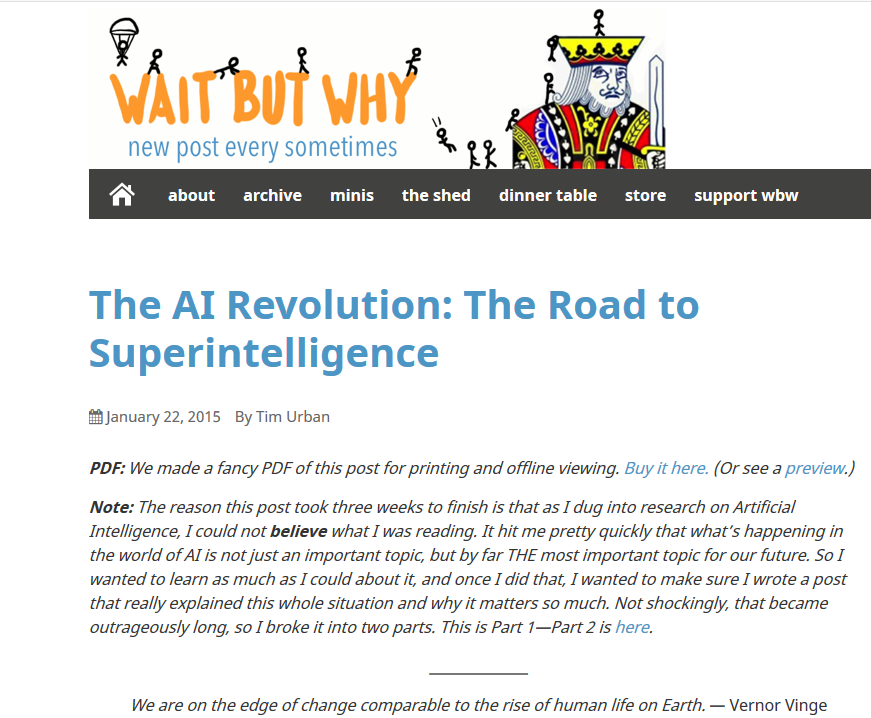 WAIT BUT WHY
new post every sometimes
about archive minis the shed dinner table store support wbw
The AI Revolution: The Road to
Superintelligence
January 22, 2015 By Tim Urban
PDF: We made a fancy PDF of this post for printing and offline viewing. Buy it here. (Or see a preview.)
Note: The reason this post took three weeks to finish is that as I dug into research on Artificial
Intelligence, I could not believe what I was reading. It hit me pretty quickly that what’s happening in
the world of AI is not just an important topic, but by far THE most important topic for our future. So I
wanted to learn as much as I could about it, and once I did that, I wanted to make sure I wrote a post
that really explained this whole situation and why it matters so much. Not shockingly, that became
outrageously long, so I broke it into two parts. This is Part 1—Part 2 is here.
We are on the edge of change comparable to the rise of human life on Earth. — Vernor Vinge